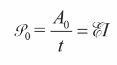 𝒫₀ = A₀/t = ℰI